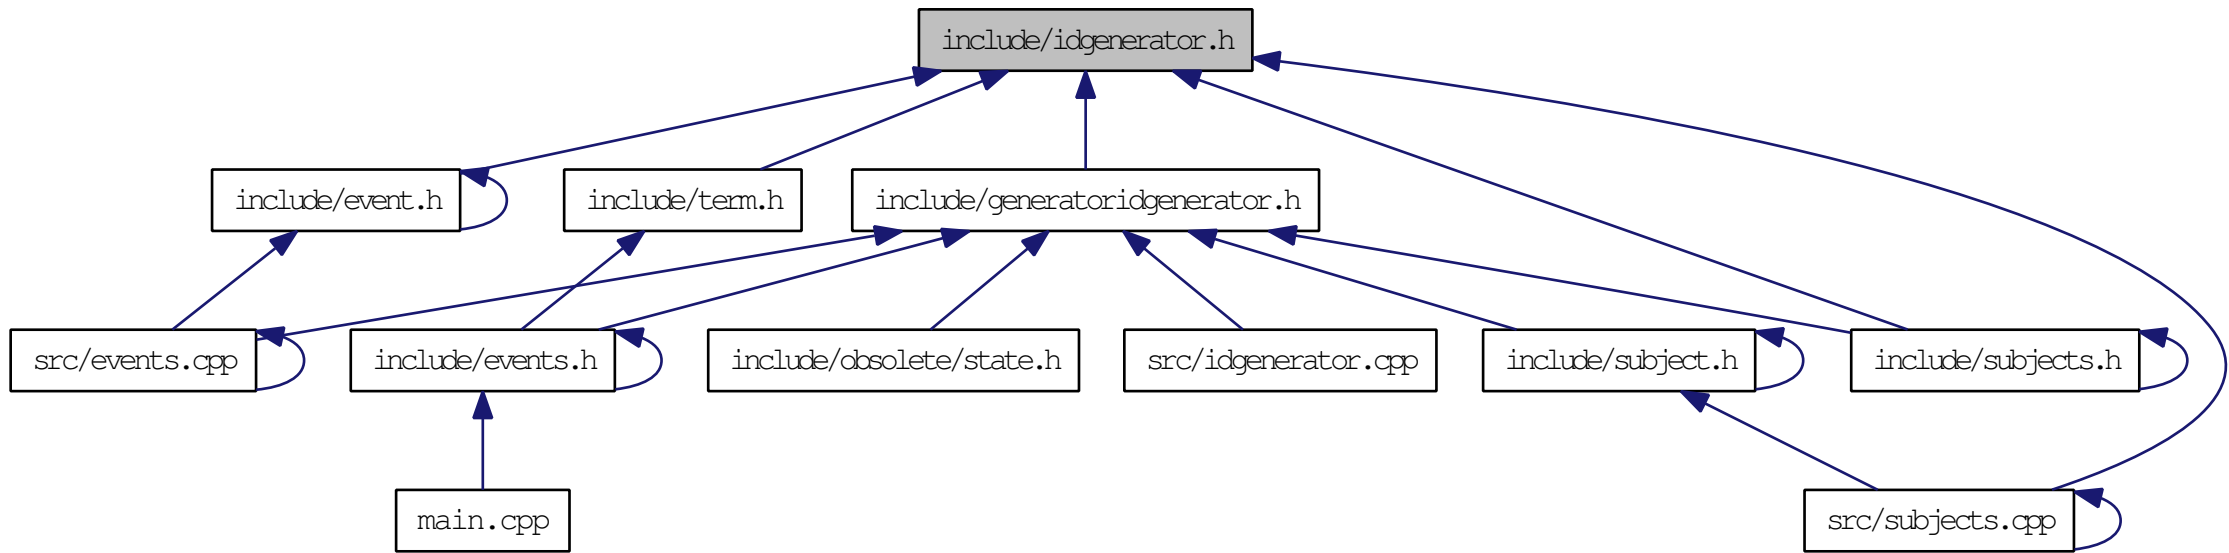 include/idgenerator.h
include/event.h
include/term.h
include/generatoridgenerator.h
src/events.cpp
include/events.h
include/obsolete/state.h
src/idgenerator.cpp
include/subject.h
include/subjects.h
main.cpp
src/subjects.cpp